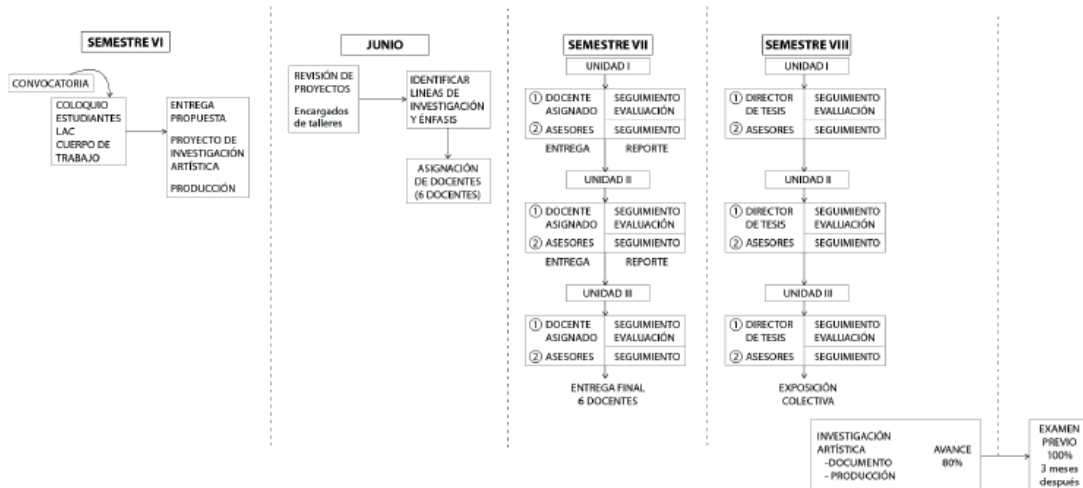 SEMESTRE VI
CONVOCATORIA
COLOQUIO
ESTUDIANTES
LAC
CUERPO DE
TRABAJO
ENTREGA
PROPUESTA
PROYECTO DE
INVESTIGACIÓN
ARTÍSTICA
PRODUCCIÓN
JUNIO
REVISIÓN DE
PROYECTOS
Encargados
de talleres
IDENTIFICAR
LINEAS DE
INVESTIGACIÓN
Y ÉNFASIS
ASIGNACIÓN
DE DOCENTES
(6 DOCENTES)
SEMESTRE VII
UNIDAD I
1 DOCENTE SEGUIMIENTO
ASIGNADO EVALUACIÓN
2 ASESORES SEGUIMIENTO
ENTREGA REPORTE
UNIDAD II
1 DOCENTE SEGUIMIENTO
ASIGNADO EVALUACIÓN
2 ASESORES SEGUIMIENTO
ENTREGA REPORTE
UNIDAD III
1 DOCENTE SEGUIMIENTO
ASIGNADO EVALUACIÓN
2 ASESORES SEGUIMIENTO
ENTREGA FINAL
6 DOCENTES
SEMESTRE VIII
UNIDAD I
1 DIRECTOR SEGUIMIENTO
DE TESIS EVALUACIÓN
2 ASESORES SEGUIMIENTO
UNIDAD II
1 DIRECTOR SEGUIMIENTO
DE TESIS EVALUACIÓN
2 ASESORES SEGUIMIENTO
UNIDAD III
1 DIRECTOR SEGUIMIENTO
DE TESIS EVALUACIÓN
2 ASESORES SEGUIMIENTO
EXPOSICIÓN
COLECTIVA
INVESTIGACIÓN
ARTÍSTICA AVANCE
-DOCUMENTO 80%
-PRODUCCIÓN
EXAMEN
PREVIO
100%
3 meses
después